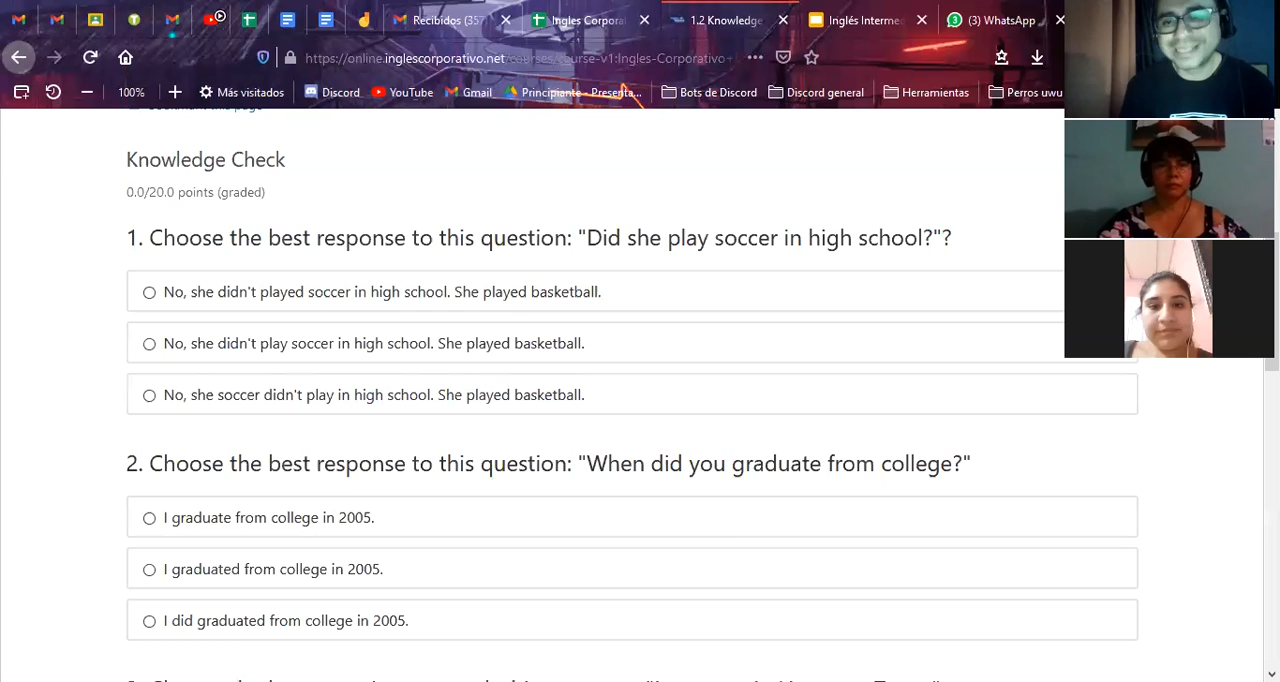 Recibidos (357
Ingles Corpora
1.2 Knowledge
Inglés Interme
(3) WhatsApp
https://online.inglescorporativo.net/courses/course-v1:Ingles-Corporativo+
100%
Más visitados
Discord
YouTube
Gmail
Principiante - Presenta...
Bots de Discord
Discord general
Herramientas
Perros uwu
Knowledge Check
0.0/20.0 points (graded)
1. Choose the best response to this question: "Did she play soccer in high school?"?
No, she didn't played soccer in high school. She played basketball.
No, she didn't play soccer in high school. She played basketball.
No, she soccer didn't play in high school. She played basketball.
2. Choose the best response to this question: "When did you graduate from college?"
I graduate from college in 2005.
I graduated from college in 2005.
I did graduated from college in 2005.